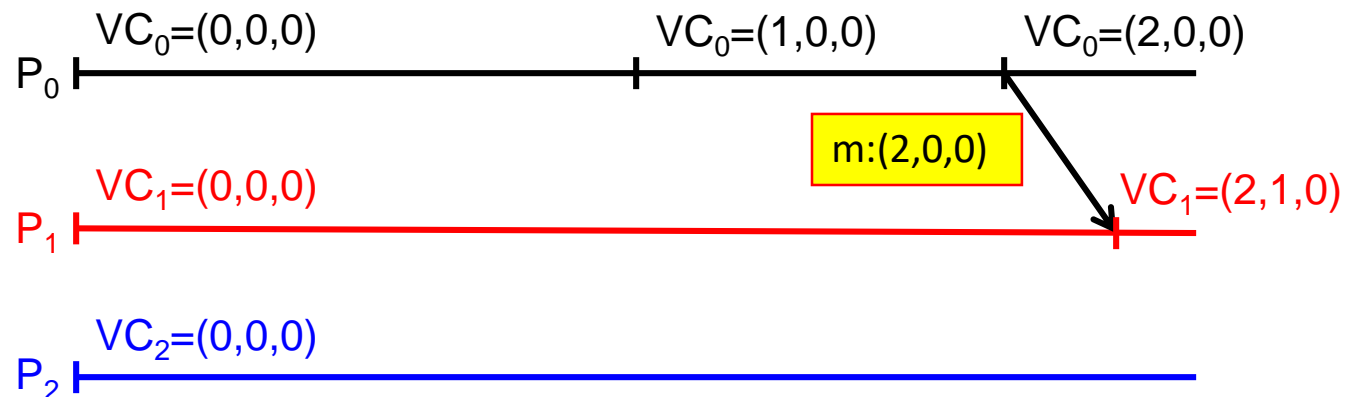 VC₀=(0,0,0) VC₀=(1,0,0) VC₀=(2,0,0)
P₀
m:(2,0,0)
VC₁=(0,0,0) VC₁=(2,1,0)
P₁
VC₂=(0,0,0)
P₂